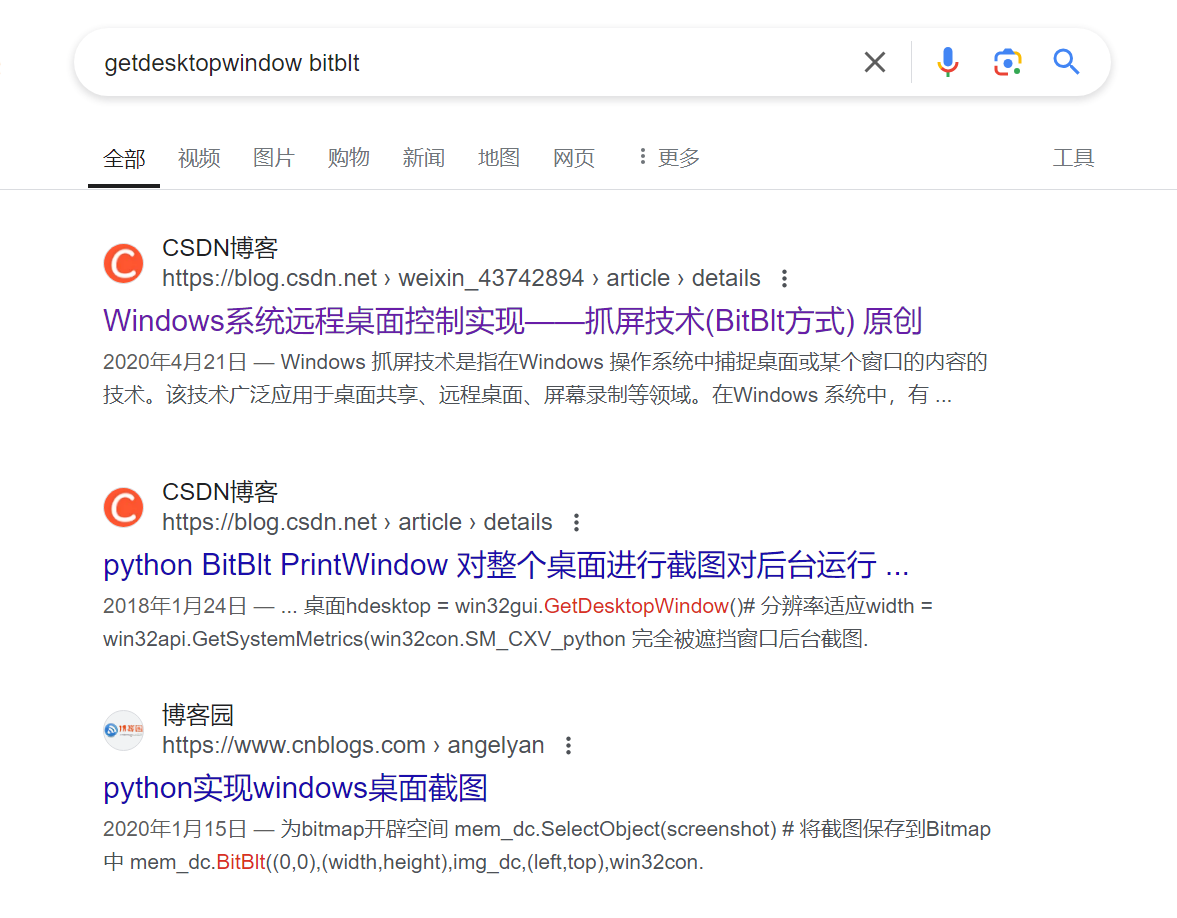 getdesktopwindow bitblt
全部 视频 图片 购物 新闻 地图 网页 更多 工具
CSDN博客
https://blog.csdn.net › weixin_43742894 › article › details
Windows系统远程桌面控制实现——抓屏技术(BitBlt方式) 原创
2020年4月21日 — Windows 抓屏技术是指在Windows 操作系统中捕捉桌面或某个窗口的内容的
技术。该技术广泛应用于桌面共享、远程桌面、屏幕录制等领域。在Windows 系统中，有 ...
CSDN博客
https://blog.csdn.net › article › details
python BitBlt PrintWindow 对整个桌面进行截图对后台运行 ...
2018年1月24日 — ... 桌面hdesktop = win32gui.GetDesktopWindow()# 分辨率适应width =
win32api.GetSystemMetrics(win32con.SM_CXV_python 完全被遮挡窗口后台截图.
博客园
https://www.cnblogs.com › angelyan
python实现windows桌面截图
2020年1月15日 — 为bitmap开辟空间 mem_dc.SelectObject(screenshot) # 将截图保存到Bitmap
中 mem_dc.BitBlt((0,0),(width,height),img_dc,(left,top),win32con.